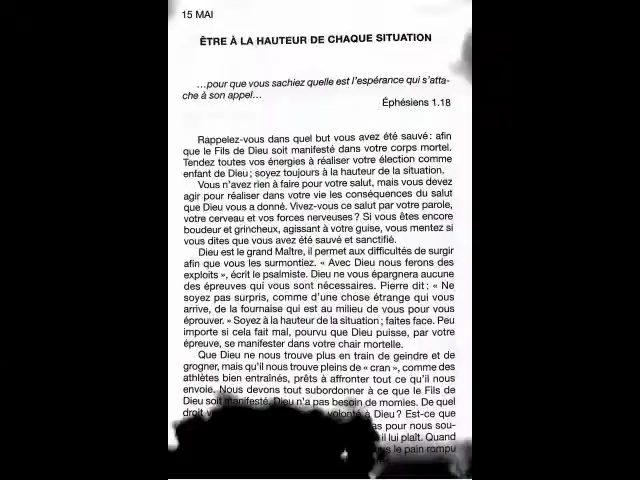 15 MAI
ÊTRE À LA HAUTEUR DE CHAQUE SITUATION
…pour que vous sachiez quelle est l'espérance qui s'atta-
che à son appel…
Éphésiens 1.18
Rappelez-vous dans quel but vous avez été sauvé: afin
que le Fils de Dieu soit manifesté dans votre corps mortel.
Tendez toutes vos énergies à réaliser votre élection comme
enfant de Dieu; soyez toujours à la hauteur de la situation.
Vous n'avez rien à faire pour votre salut, mais vous devez
agir pour réaliser dans votre vie les conséquences du salut
que Dieu vous a donné. Vivez-vous ce salut par votre parole,
votre cerveau et vos forces nerveuses? Si vous êtes encore
boudeur et grincheux, agissant à votre guise, vous mentez si
vous dites que vous avez été sauvé et sanctifié.
Dieu est le grand Maître, il permet aux difficultés de surgir
afin que vous les surmontiez. « Avec Dieu nous ferons des
exploits », écrit le psalmiste. Dieu ne vous épargnera aucune
des épreuves qui vous sont nécessaires. Pierre dit: « Ne
soyez pas surpris, comme d'une chose étrange qui vous
arrive, de la fournaise qui est au milieu de vous pour vous
éprouver. » Soyez à la hauteur de la situation; faites face. Peu
importe si cela fait mal, pourvu que Dieu puisse, par votre
épreuve, se manifester dans votre chair mortelle.
Que Dieu ne nous trouve plus en train de geindre et de
grogner, mais qu'il nous trouve pleins de « cran », comme des
athlètes bien entraînés, prêts à affronter tout ce qu'il nous
envoie. Nous devons tout subordonner à ce que le Fils de
Dieu soit manifesté. Dieu n'a pas besoin de momies. De quel
droit volonté à Dieu? Est-ce que
pas pour nous sou-
il lui plaît. Quand
le pain rompu